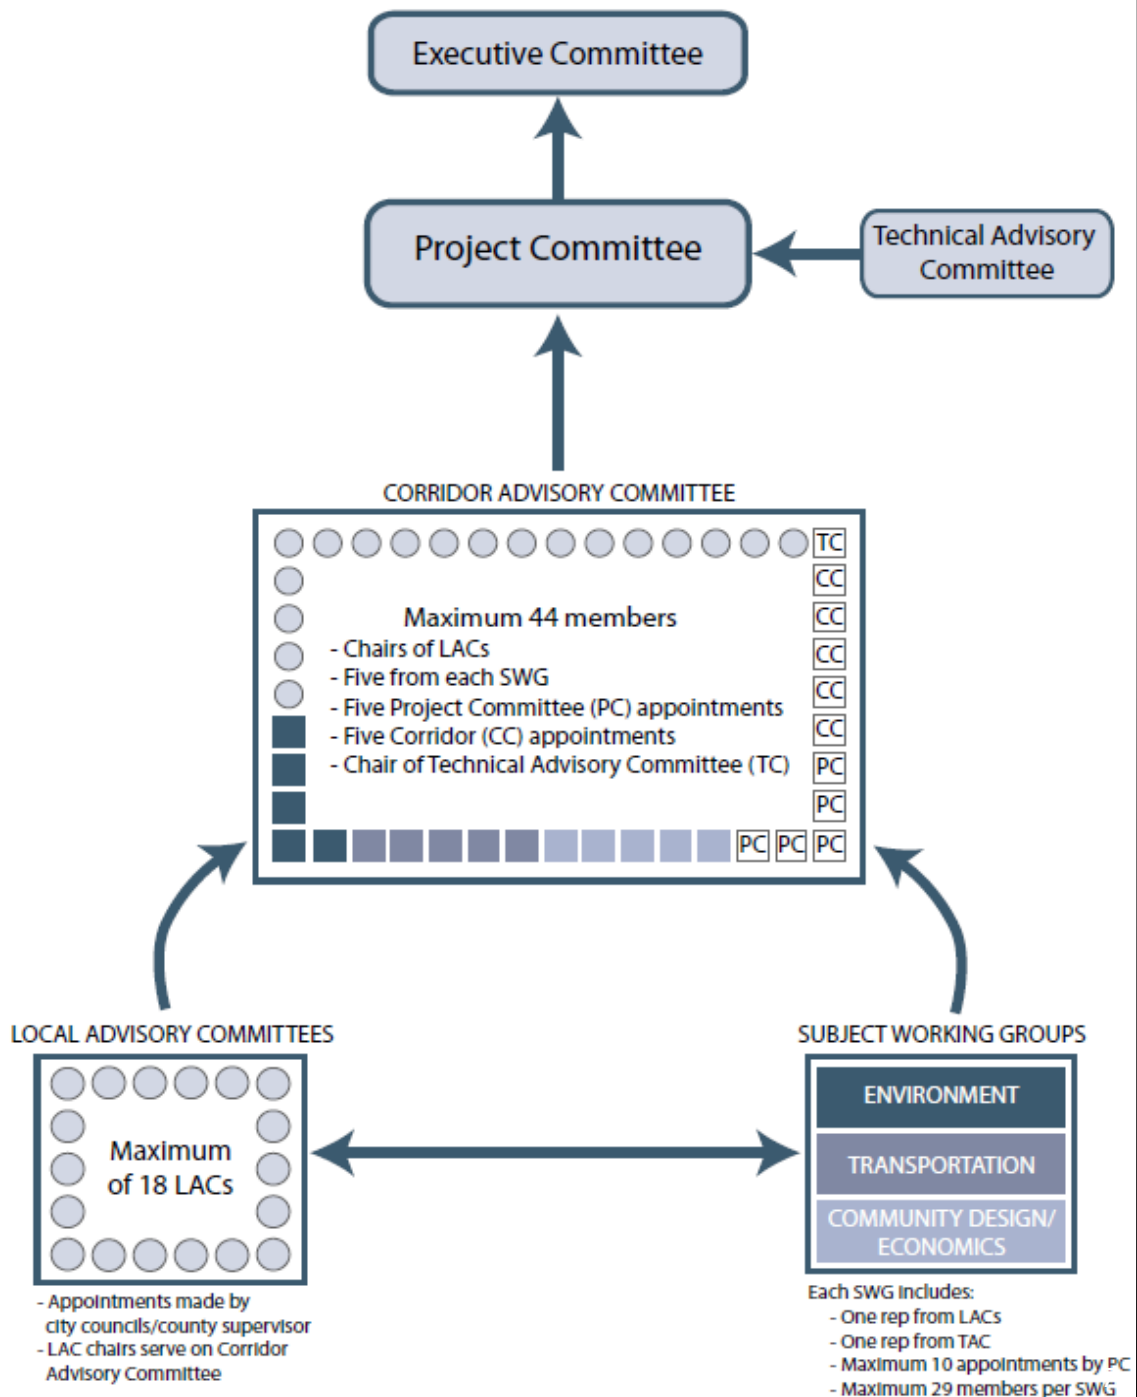 Executive Committee
Project Committee
Technical Advisory
Committee
CORRIDOR ADVISORY COMMITTEE
TC
CC
Maximum 44 members
CC
- Chairs of LACs
CC
- Five from each SWG
CC
- Five Project Committee (PC) appointments
- Five Corridor (CC) appointments
CC
- Chair of Technical Advisory Committee (TC)
PC
PC
PC PC PC
LOCAL ADVISORY COMMITTEES
Maximum
of 18 LACs
- Appointments made by
city councils/county supervisor
- LAC chairs serve on Corridor
Advisory Committee
SUBJECT WORKING GROUPS
ENVIRONMENT
TRANSPORTATION
COMMUNITY DESIGN/
ECONOMICS
Each SWG includes:
- One rep from LACs
- One rep from TAC
- Maximum 10 appointments by PC
- Maximum 29 members per SWG